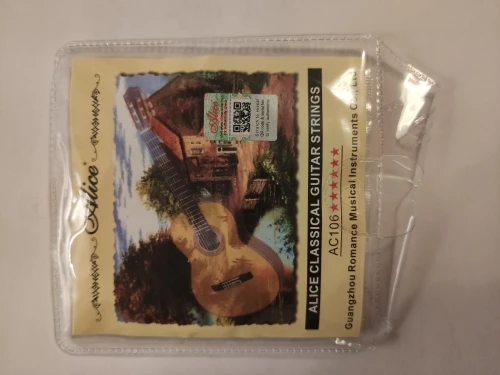 Alice®
ALICE CLASSICAL GUITAR STRINGS
AC106 ★★★★★★
Guangzhou Romance Musical Instruments Co., Ltd.